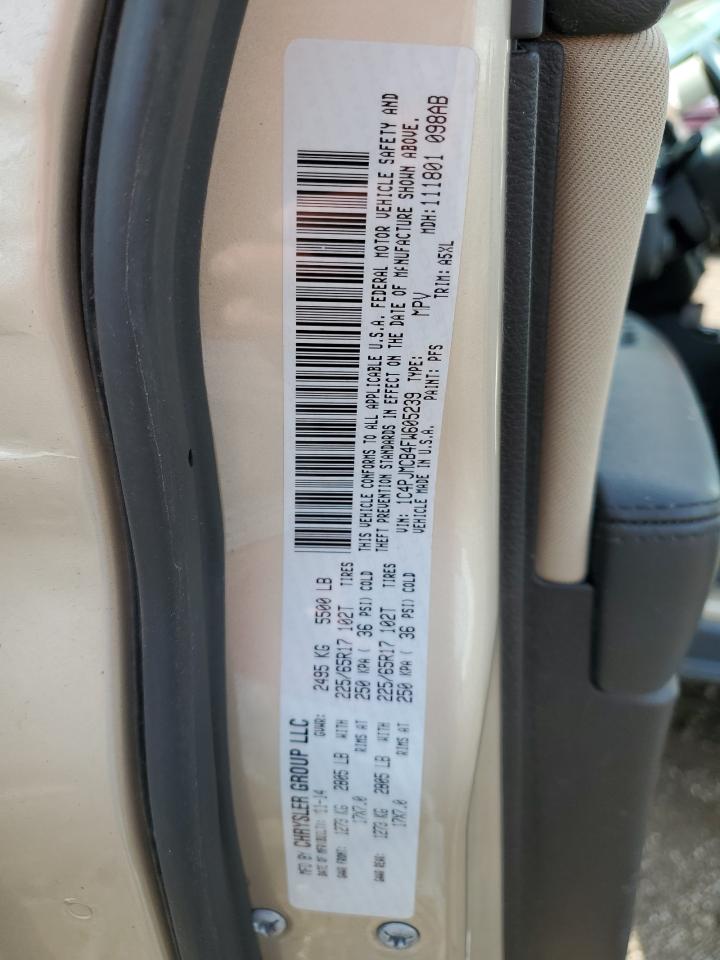 MFD BY: CHRYSLER GROUP LLC
DATE OF MFR: 11-14 GVWR: 2495 KG 5500 LB
GAWR FRONT: 1273 KG 2805 LB WITH 225/65R17 102T TIRES
17X7.0 RIMS AT 250 KPA ( 36 PSI) COLD
GAWR REAR: 1273 KG 2805 LB WITH 225/65R17 102T TIRES
17X7.0 RIMS AT 250 KPA ( 36 PSI) COLD
THIS VEHICLE CONFORMS TO ALL APPLICABLE U.S.A. FEDERAL MOTOR VEHICLE SAFETY AND
THEFT PREVENTION STANDARDS IN EFFECT ON THE DATE OF MANUFACTURE SHOWN ABOVE.
VIN: 1C4PJMCB4FW605239 TYPE: MPV MDH: 111801 098AB
VEHICLE MADE IN U.S.A. PAINT: PFS TRIM: A5XL